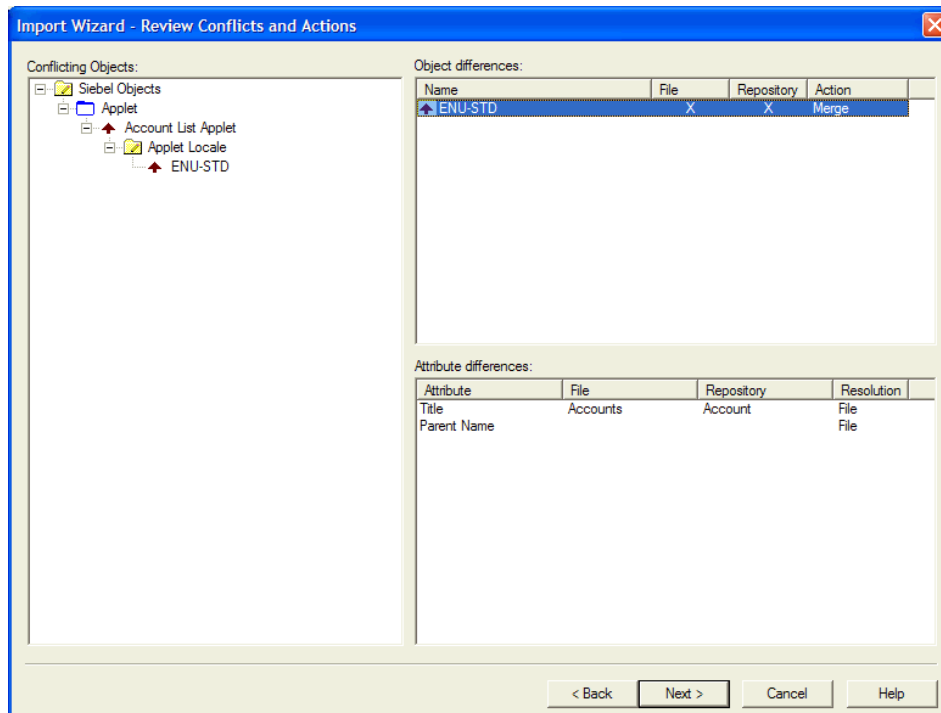 Import Wizard - Review Conflicts and Actions
Conflicting Objects:
Siebel Objects
Applet
Account List Applet
Applet Locale
ENU-STD
Object differences:
Name File Repository Action
ENU-STD X X Merge
Attribute differences:
Attribute File Repository Resolution
Title Accounts Account File
Parent Name File
< Back Next > Cancel Help